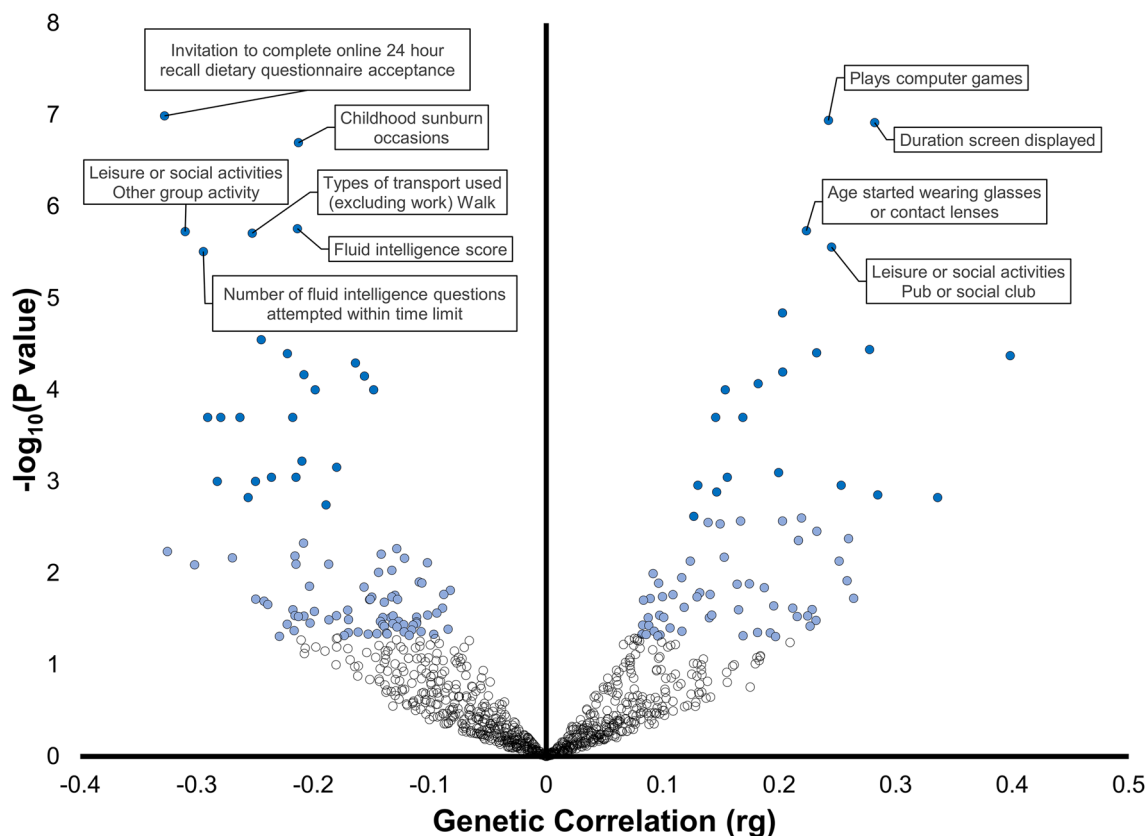 8
7
6
5
4
3
2
1
0
-log10(P value)
Invitation to complete online 24 hour
recall dietary questionnaire acceptance
Childhood sunburn
occasions
Leisure or social activities
Other group activity
Types of transport used
(excluding work) Walk
Fluid intelligence score
Number of fluid intelligence questions
attempted within time limit
Plays computer games
Duration screen displayed
Age started wearing glasses
or contact lenses
Leisure or social activities
Pub or social club
-0.4 -0.3 -0.2 -0.1 0 0.1 0.2 0.3 0.4 0.5
Genetic Correlation (rg)